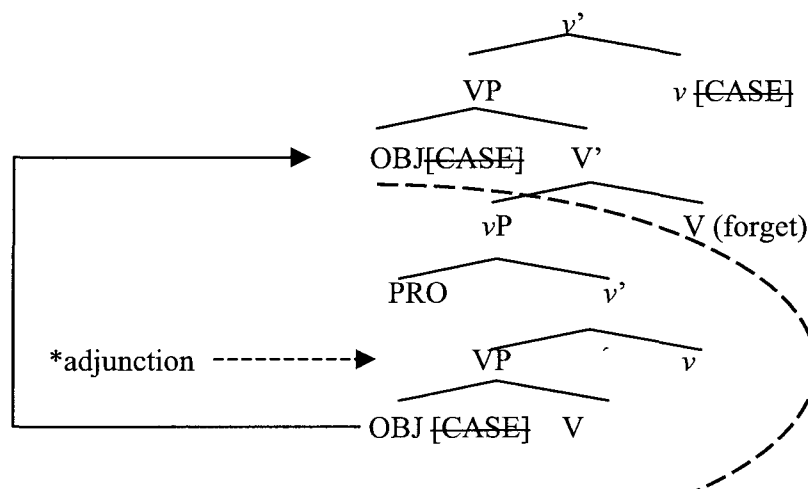 v’
VP v [CASE]
OBJ[CASE] V’
vP V (forget)
PRO v’
*adjunction VP v
OBJ [CASE] V